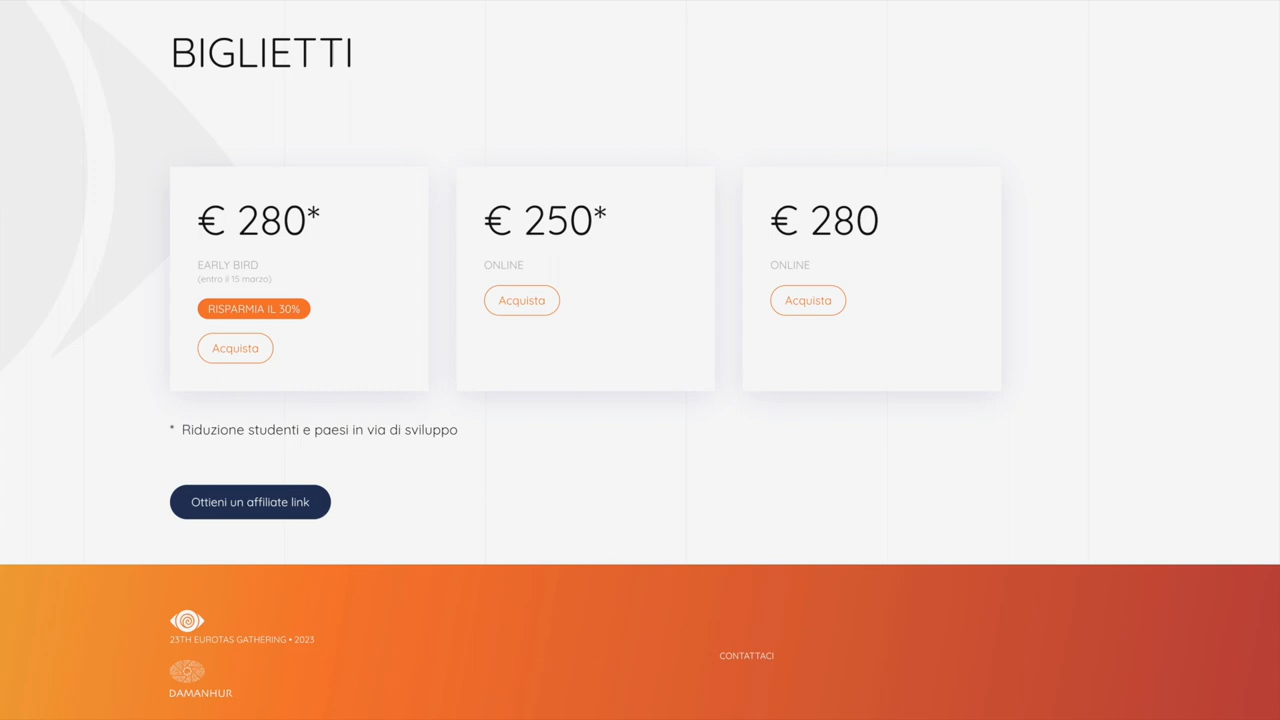 BIGLIETTI
€ 280*
EARLY BIRD
(entro il 15 marzo)
RISPARMIA IL 30%
Acquista
€ 250*
ONLINE
Acquista
€ 280
ONLINE
Acquista
* Riduzione studenti e paesi in via di sviluppo
Ottieni un affiliate link
23TH EUROTAS GATHERING • 2023
DAMANHUR
CONTATTACI